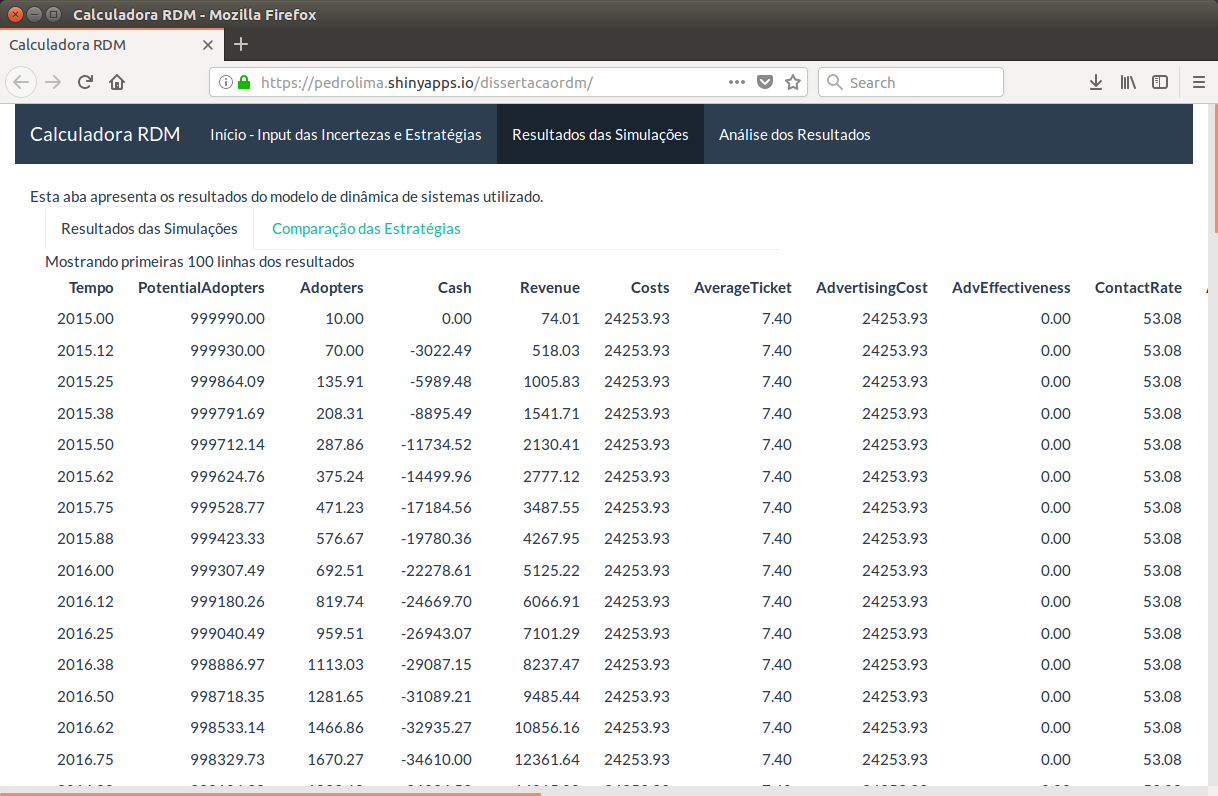 Calculadora RDM - Mozilla Firefox
Calculadora RDM
https://pedrolima.shinyapps.io/dissertacaordm/
Search
Calculadora RDM Início - Input das Incertezas e Estratégias Resultados das Simulações Análise dos Resultados
Esta aba apresenta os resultados do modelo de dinâmica de sistemas utilizado.
Resultados das Simulações Comparação das Estratégias
Mostrando primeiras 100 linhas dos resultados
Tempo PotentialAdopters Adopters Cash Revenue Costs AverageTicket AdvertisingCost AdvEffectiveness ContactRate
2015.00 999990.00 10.00 0.00 74.01 24253.93 7.40 24253.93 0.00 53.08
2015.12 999930.00 70.00 -3022.49 518.03 24253.93 7.40 24253.93 0.00 53.08
2015.25 999864.09 135.91 -5989.48 1005.83 24253.93 7.40 24253.93 0.00 53.08
2015.38 999791.69 208.31 -8895.49 1541.71 24253.93 7.40 24253.93 0.00 53.08
2015.50 999712.14 287.86 -11734.52 2130.41 24253.93 7.40 24253.93 0.00 53.08
2015.62 999624.76 375.24 -14499.96 2777.12 24253.93 7.40 24253.93 0.00 53.08
2015.75 999528.77 471.23 -17184.56 3487.55 24253.93 7.40 24253.93 0.00 53.08
2015.88 999423.33 576.67 -19780.36 4267.95 24253.93 7.40 24253.93 0.00 53.08
2016.00 999307.49 692.51 -22278.61 5125.22 24253.93 7.40 24253.93 0.00 53.08
2016.12 999180.26 819.74 -24669.70 6066.91 24253.93 7.40 24253.93 0.00 53.08
2016.25 999040.49 959.51 -26943.07 7101.29 24253.93 7.40 24253.93 0.00 53.08
2016.38 998886.97 1113.03 -29087.15 8237.47 24253.93 7.40 24253.93 0.00 53.08
2016.50 998718.35 1281.65 -31089.21 9485.44 24253.93 7.40 24253.93 0.00 53.08
2016.62 998533.14 1466.86 -32935.27 10856.16 24253.93 7.40 24253.93 0.00 53.08
2016.75 998329.73 1670.27 -34610.00 12361.64 24253.93 7.40 24253.93 0.00 53.08